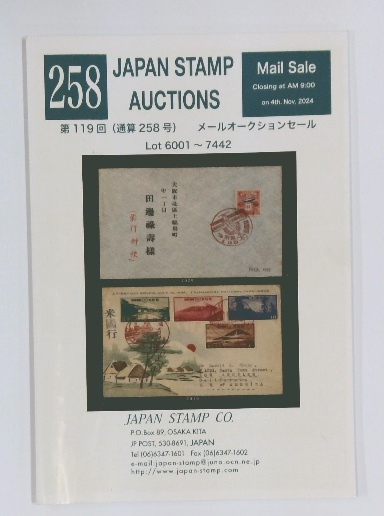 258
JAPAN STAMP
AUCTIONS
Mail Sale
Closing at AM 9:00
on 4th. Nov. 2024
第119回(通算258号) メールオークションセール
Lot 6001～7442
田邊祿壽様
米國行
JAPAN STAMP CO.
P.O.Box 89, OSAKA KITA
JP POST, 530-8691, JAPAN
Tel (06)6347-1601 Fax (06)6347-1602
e-mail:japan-stamp@juno.ocn.ne.jp
http://www.japan-stamp.com